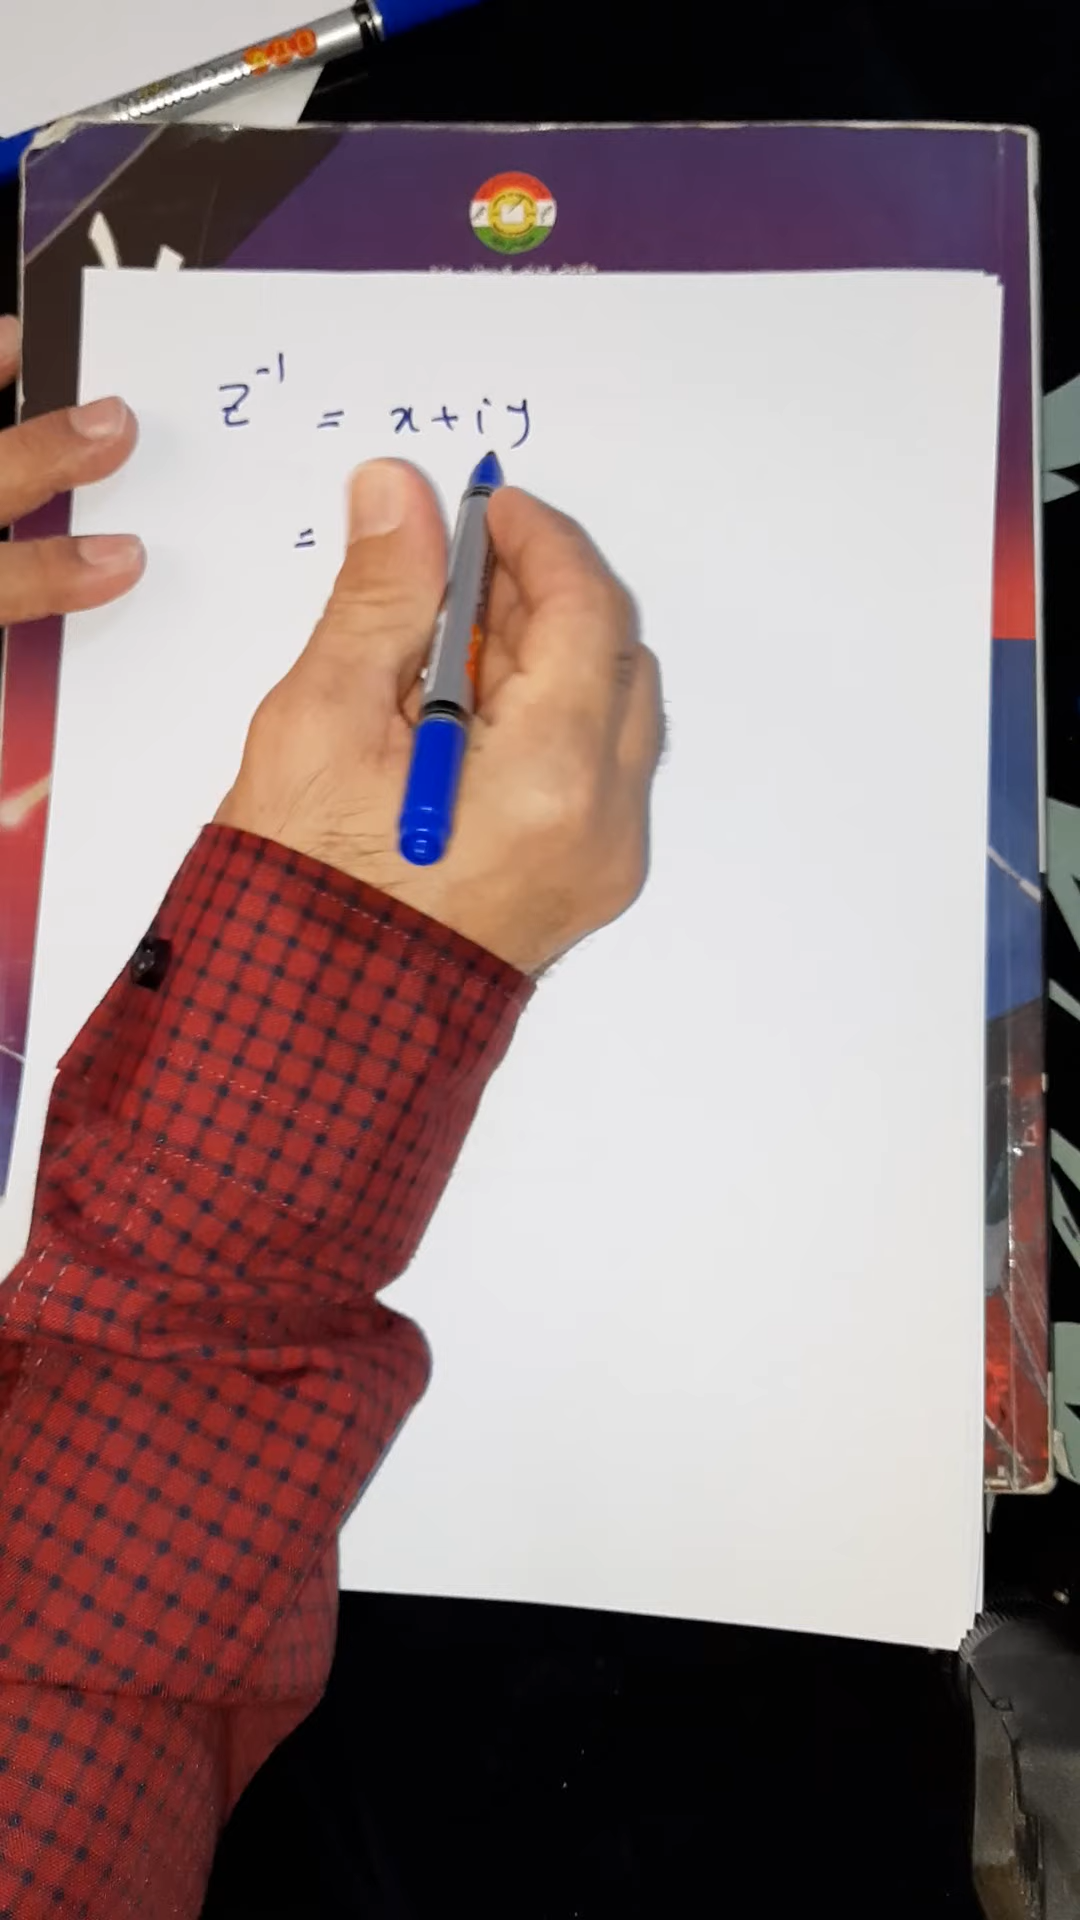 z⁻¹ = x+iy
=